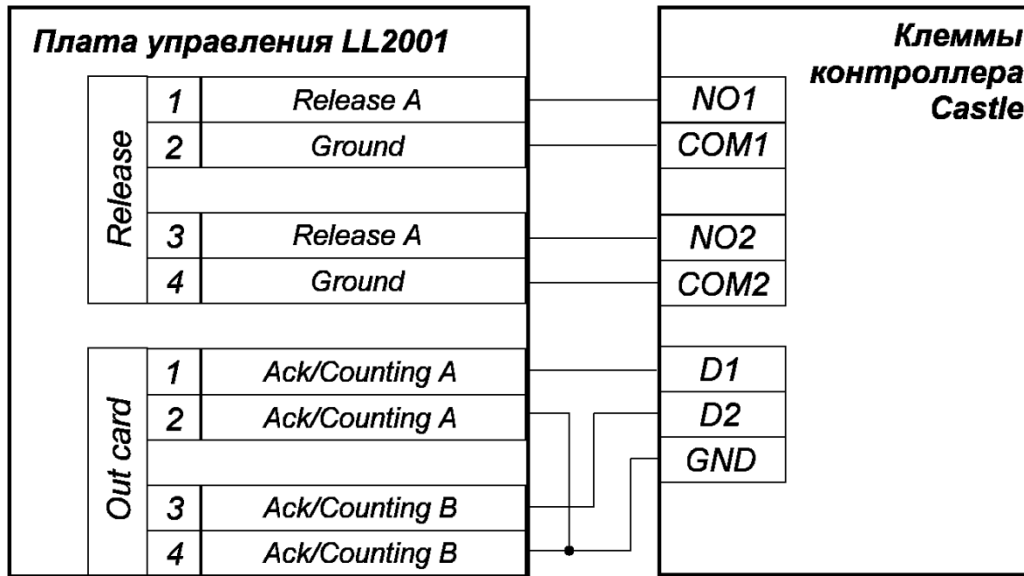 Плата управления LL2001
Release
1 Release A
2 Ground
3 Release A
4 Ground
Out card
1 Ack/Counting A
2 Ack/Counting A
3 Ack/Counting B
4 Ack/Counting B
Клеммы
контроллера
Castle
NO1
COM1
NO2
COM2
D1
D2
GND